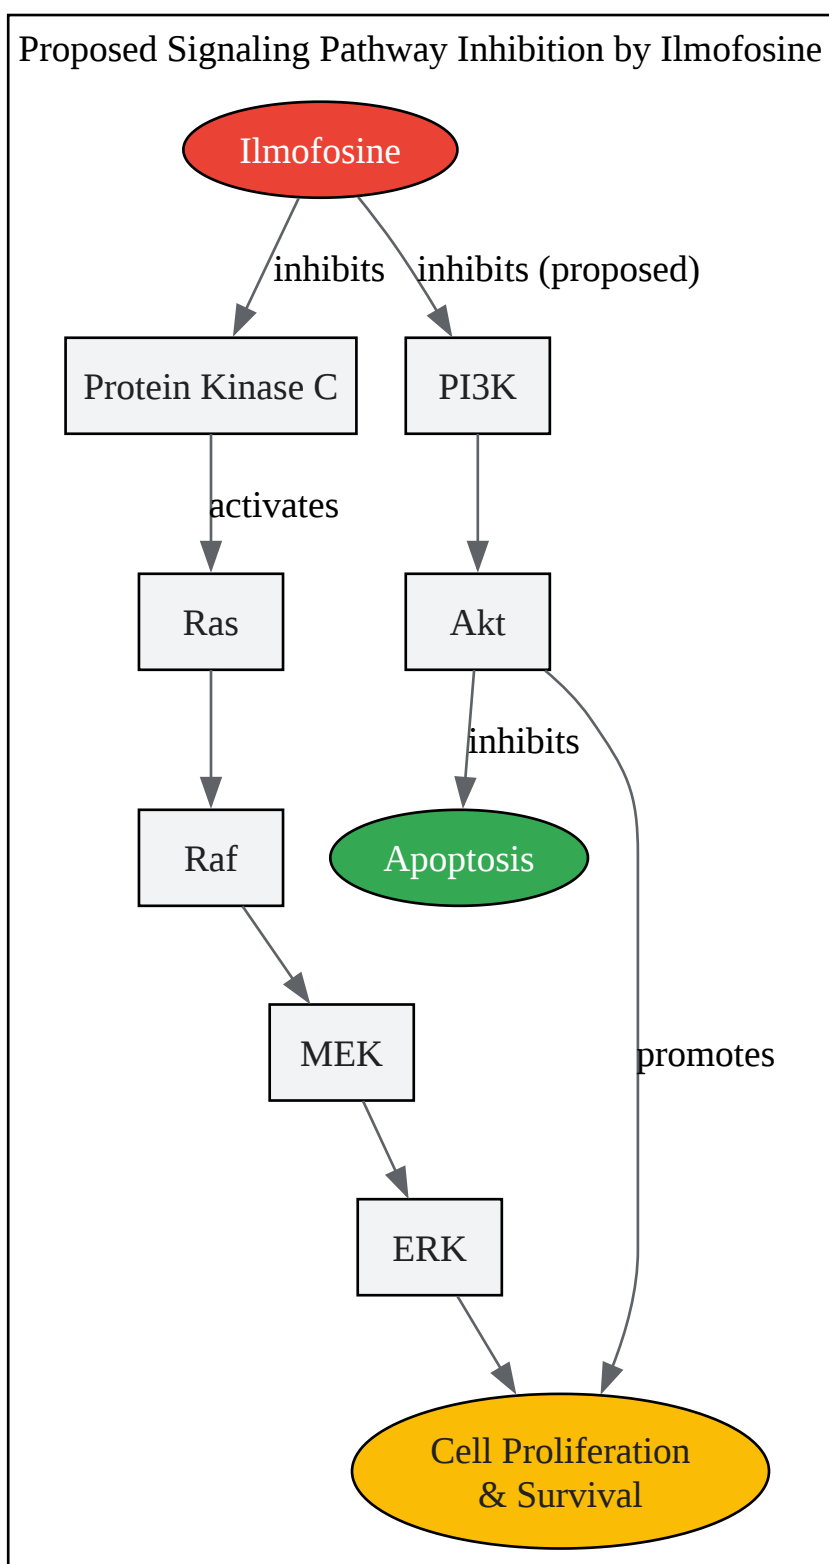 Proposed Signaling Pathway Inhibition by Ilmofosine
Ilmofosine
inhibits
inhibits (proposed)
Protein Kinase C
PI3K
activates
Ras
Akt
inhibits
Raf
Apoptosis
MEK
promotes
ERK
Cell Proliferation
& Survival